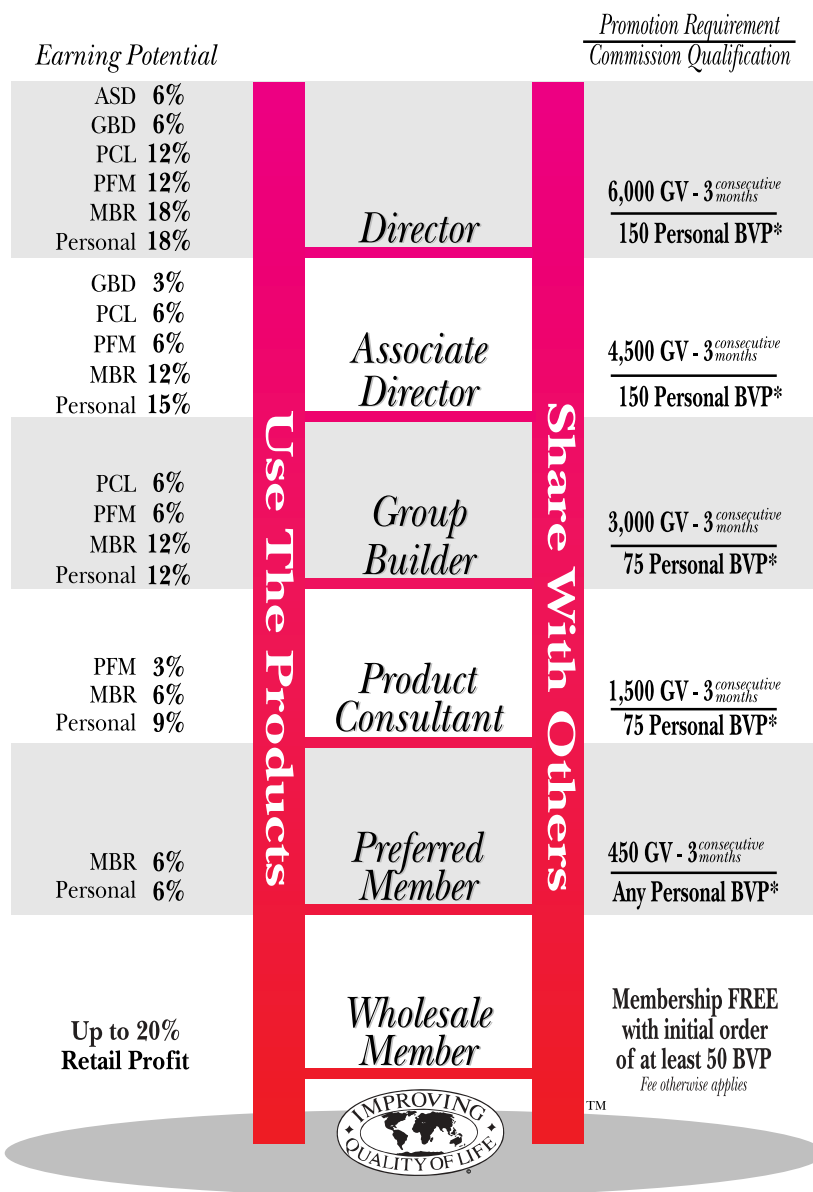 Earning Potential
Promotion Requirement
Commission Qualification
ASD 6%
GBD 6%
PCL 12%
PFM 12%
MBR 18%
Personal 18%
Director
6,000 GV - 3 consecutive months
150 Personal BVP*
GBD 3%
PCL 6%
PFM 6%
MBR 12%
Personal 15%
Associate
Director
4,500 GV - 3 consecutive months
150 Personal BVP*
PCL 6%
PFM 6%
MBR 12%
Personal 12%
Group
Builder
3,000 GV - 3 consecutive months
75 Personal BVP*
PFM 3%
MBR 6%
Personal 9%
Product
Consultant
1,500 GV - 3 consecutive months
75 Personal BVP*
MBR 6%
Personal 6%
Preferred
Member
450 GV - 3 consecutive months
Any Personal BVP*
Up to 20%
Retail Profit
Wholesale
Member
Membership FREE
with initial order
of at least 50 BVP
Fee otherwise applies
Use The Products
Share With Others
IMPROVING
QUALITY OF LIFE
TM